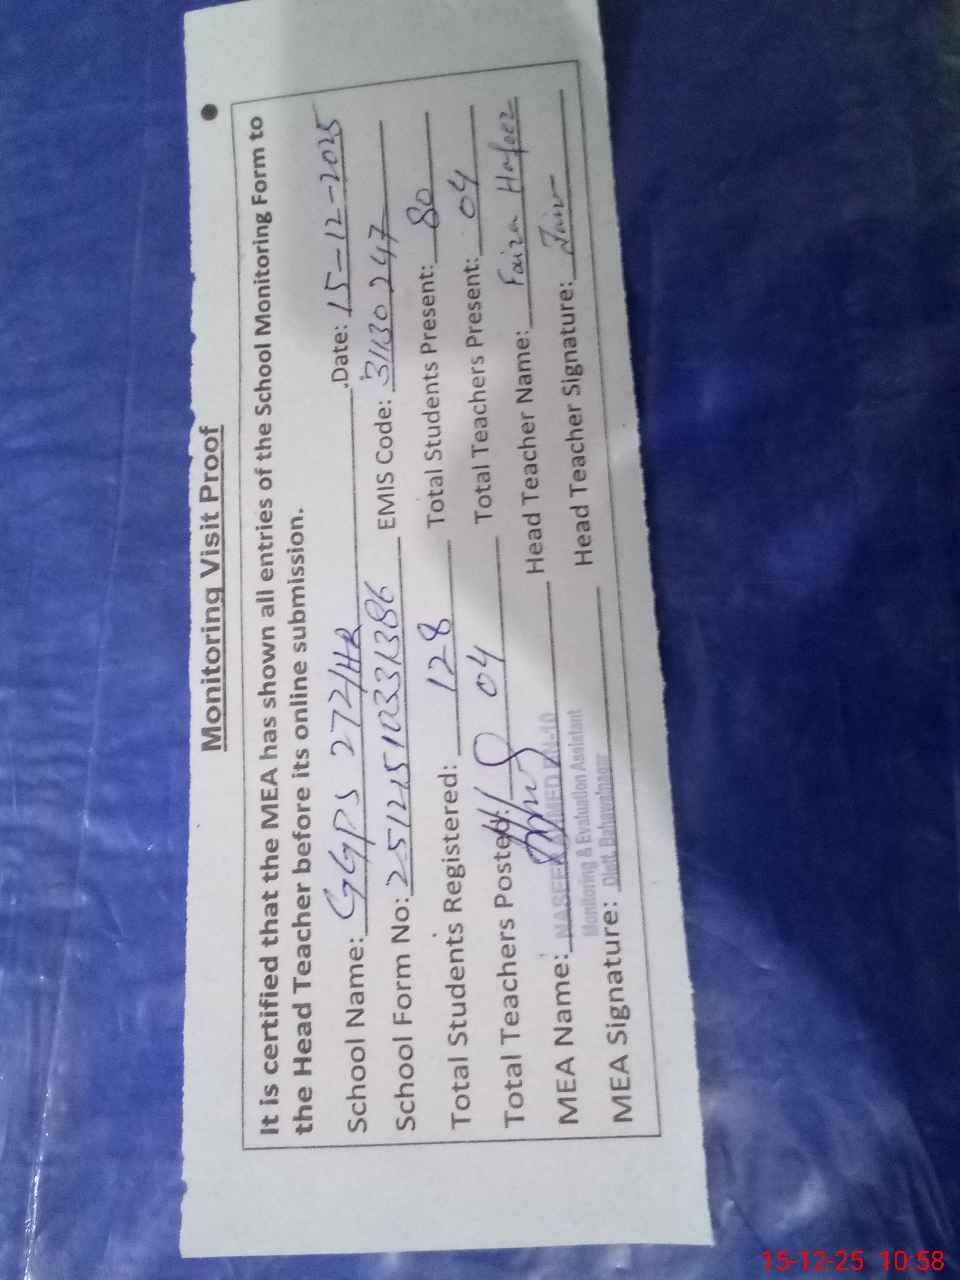 Monitoring Visit Proof
It is certified that the MEA has shown all entries of the School Monitoring Form to
the Head Teacher before its online submission.
School Name: GGPS 272/HR Date: 15-12-2025
School Form No: EMIS Code: 31130247
Total Students Registered: 128 Total Students Present: 80
Total Teachers Posted: 04 Total Teachers Present: 04
MEA Name: Head Teacher Name: Faiza Hafeez
Monitoring & Evaluation Assistant
MEA Signature: Distt. Bahawalnagar Head Teacher Signature:
15-12-25 10:58